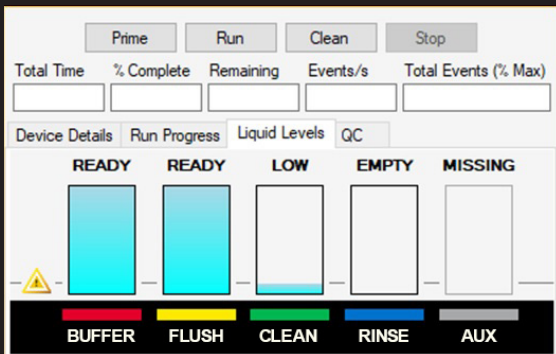 Prime Run Clean Stop
Total Time % Complete Remaining Events/s Total Events (% Max)
Device Details Run Progress Liquid Levels QC
READY READY LOW EMPTY MISSING
BUFFER FLUSH CLEAN RINSE AUX